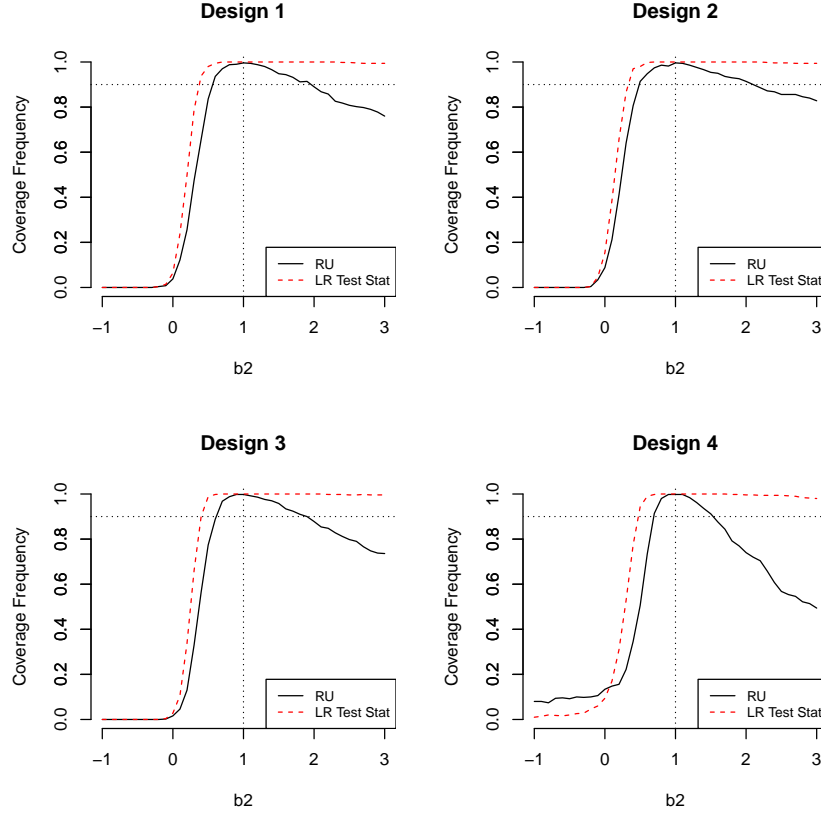 Design 1
Coverage Frequency
0.0 0.2 0.4 0.6 0.8 1.0
RU
LR Test Stat
−1 0 1 2 3
b2
Design 2
Coverage Frequency
0.0 0.2 0.4 0.6 0.8 1.0
RU
LR Test Stat
−1 0 1 2 3
b2
Design 3
Coverage Frequency
0.0 0.2 0.4 0.6 0.8 1.0
RU
LR Test Stat
−1 0 1 2 3
b2
Design 4
Coverage Frequency
0.0 0.2 0.4 0.6 0.8 1.0
RU
LR Test Stat
−1 0 1 2 3
b2